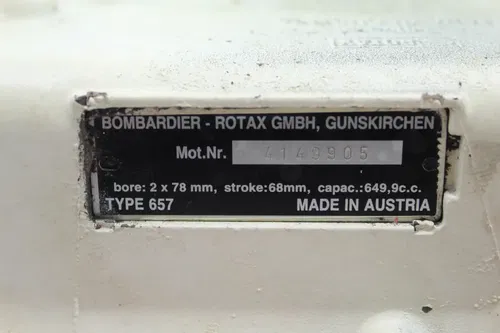 BOMBARDIER - ROTAX GMBH, GUNSKIRCHEN
Mot.Nr. 4149905
bore: 2 x 78 mm, stroke:68mm, capac.:649,9c.c.
TYPE 657 MADE IN AUSTRIA